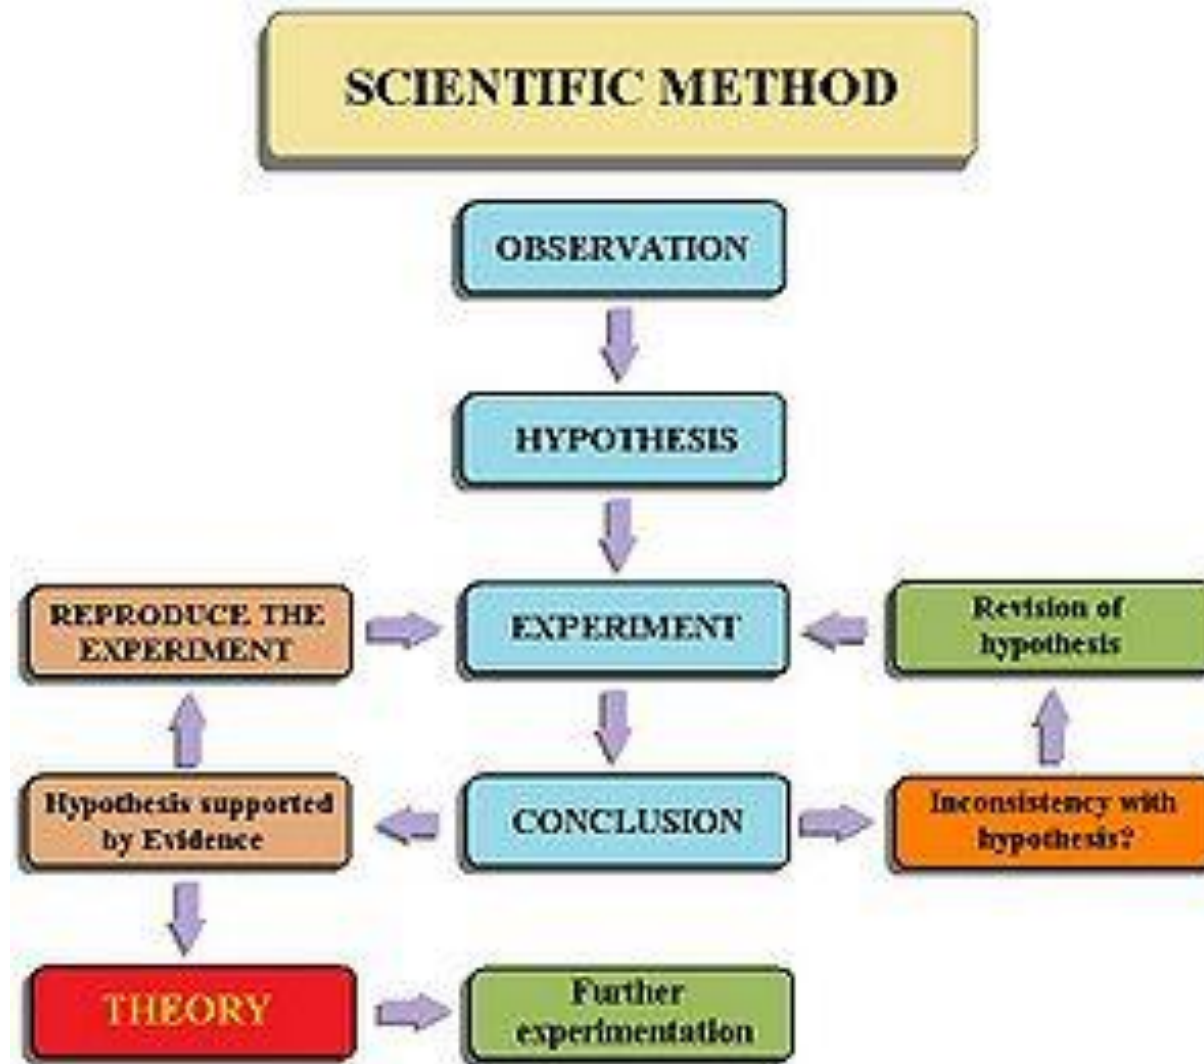 SCIENTIFIC METHOD
OBSERVATION
HYPOTHESIS
REPRODUCE THE
EXPERIMENT
EXPERIMENT
Revision of
hypothesis
Hypothesis supported
by Evidence
CONCLUSION
Inconsistency with
hypothesis?
THEORY
Further
experimentation